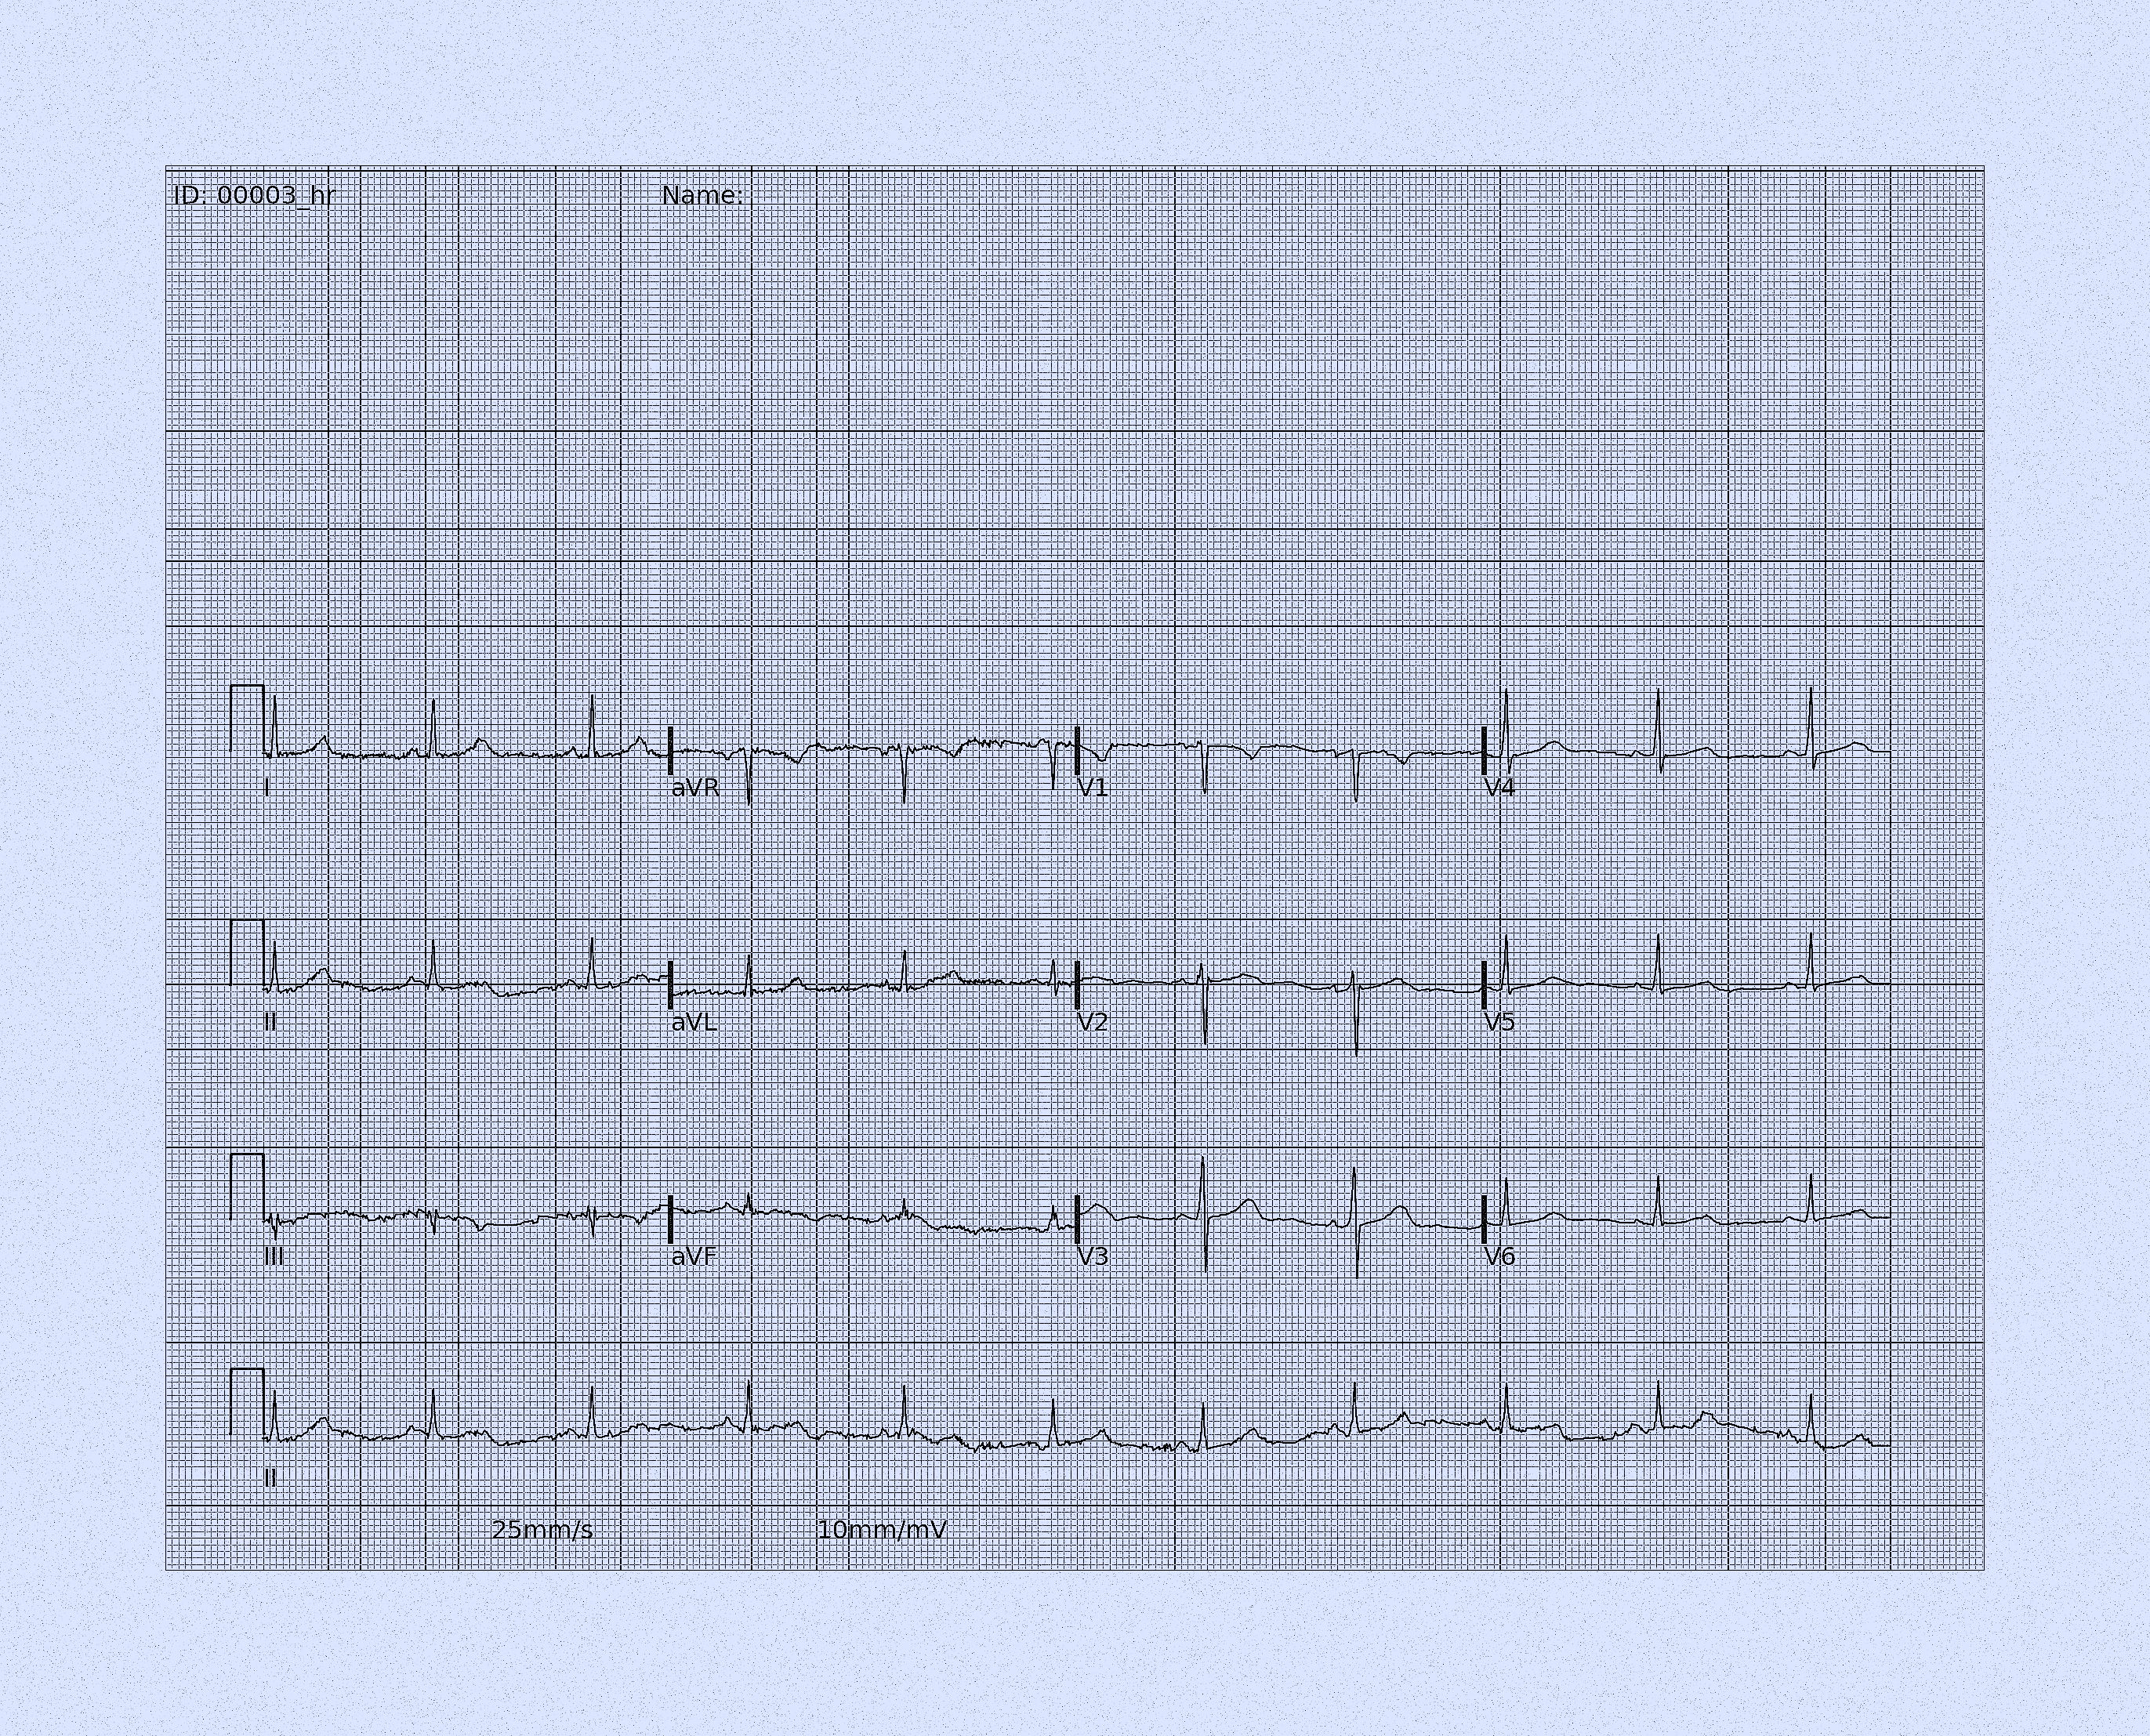 ID: 00003_hr Name:
I aVR V1 V4
II aVL V2 V5
III aVF V3 V6
II
25mm/s 10mm/mV